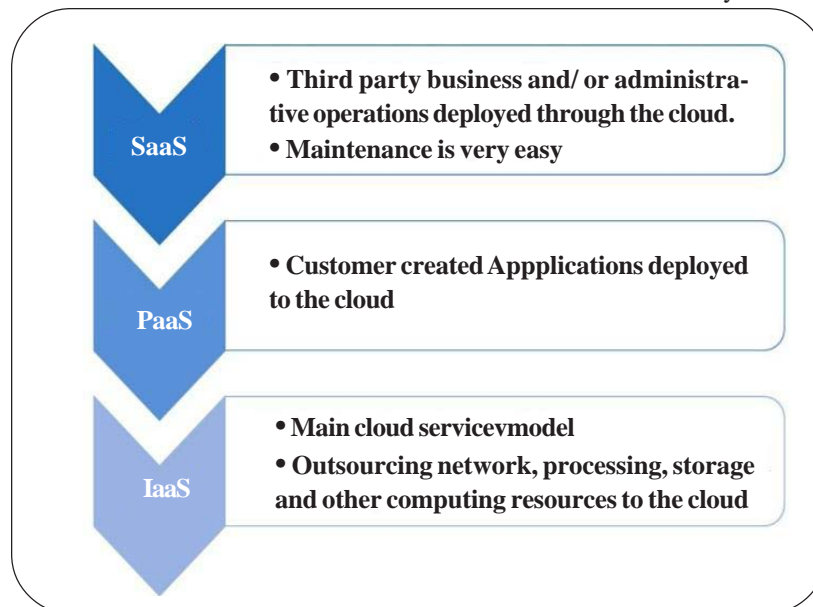 SaaS
• Third party business and/ or administra-
tive operations deployed through the cloud.
• Maintenance is very easy
PaaS
• Customer created Appplications deployed
to the cloud
IaaS
• Main cloud servicevmodel
• Outsourcing network, processing, storage
and other computing resources to the cloud